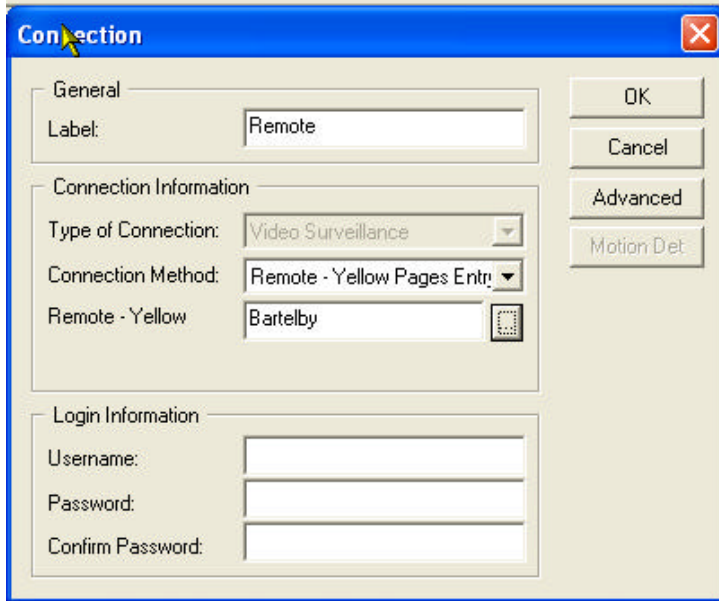 Connection
General
Label: Remote
OK
Cancel
Advanced
Motion Det
Connection Information
Type of Connection: Video Surveillance
Connection Method: Remote - Yellow Pages Entry
Remote - Yellow Bartelby
Login Information
Username:
Password:
Confirm Password: